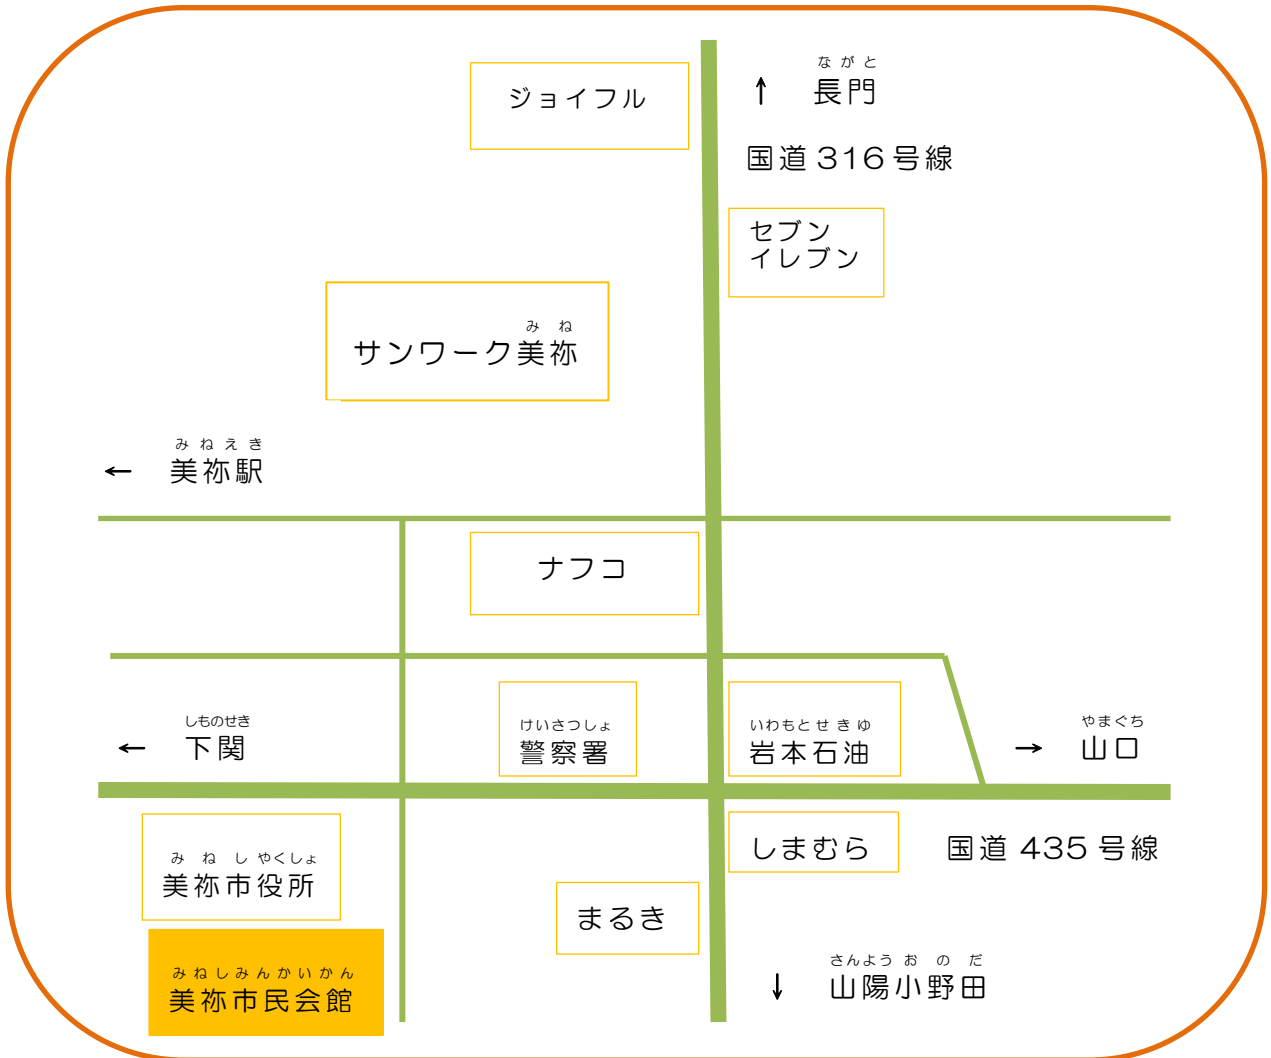 ジョイフル
↑
ながと
長門
国道316号線
セブン
イレブン
みね
サンワーク美祢
みねえき
← 美祢駅
ナフコ
しものせき
← 下関
けいさつしょ
警察署
いわもとせきゆ
岩本石油
やまぐち
→ 山口
みねしやくしょ
美祢市役所
しまむら
国道435号線
まるき
みねしみんかいかん
美祢市民会館
さんようおのだ
↓ 山陽小野田